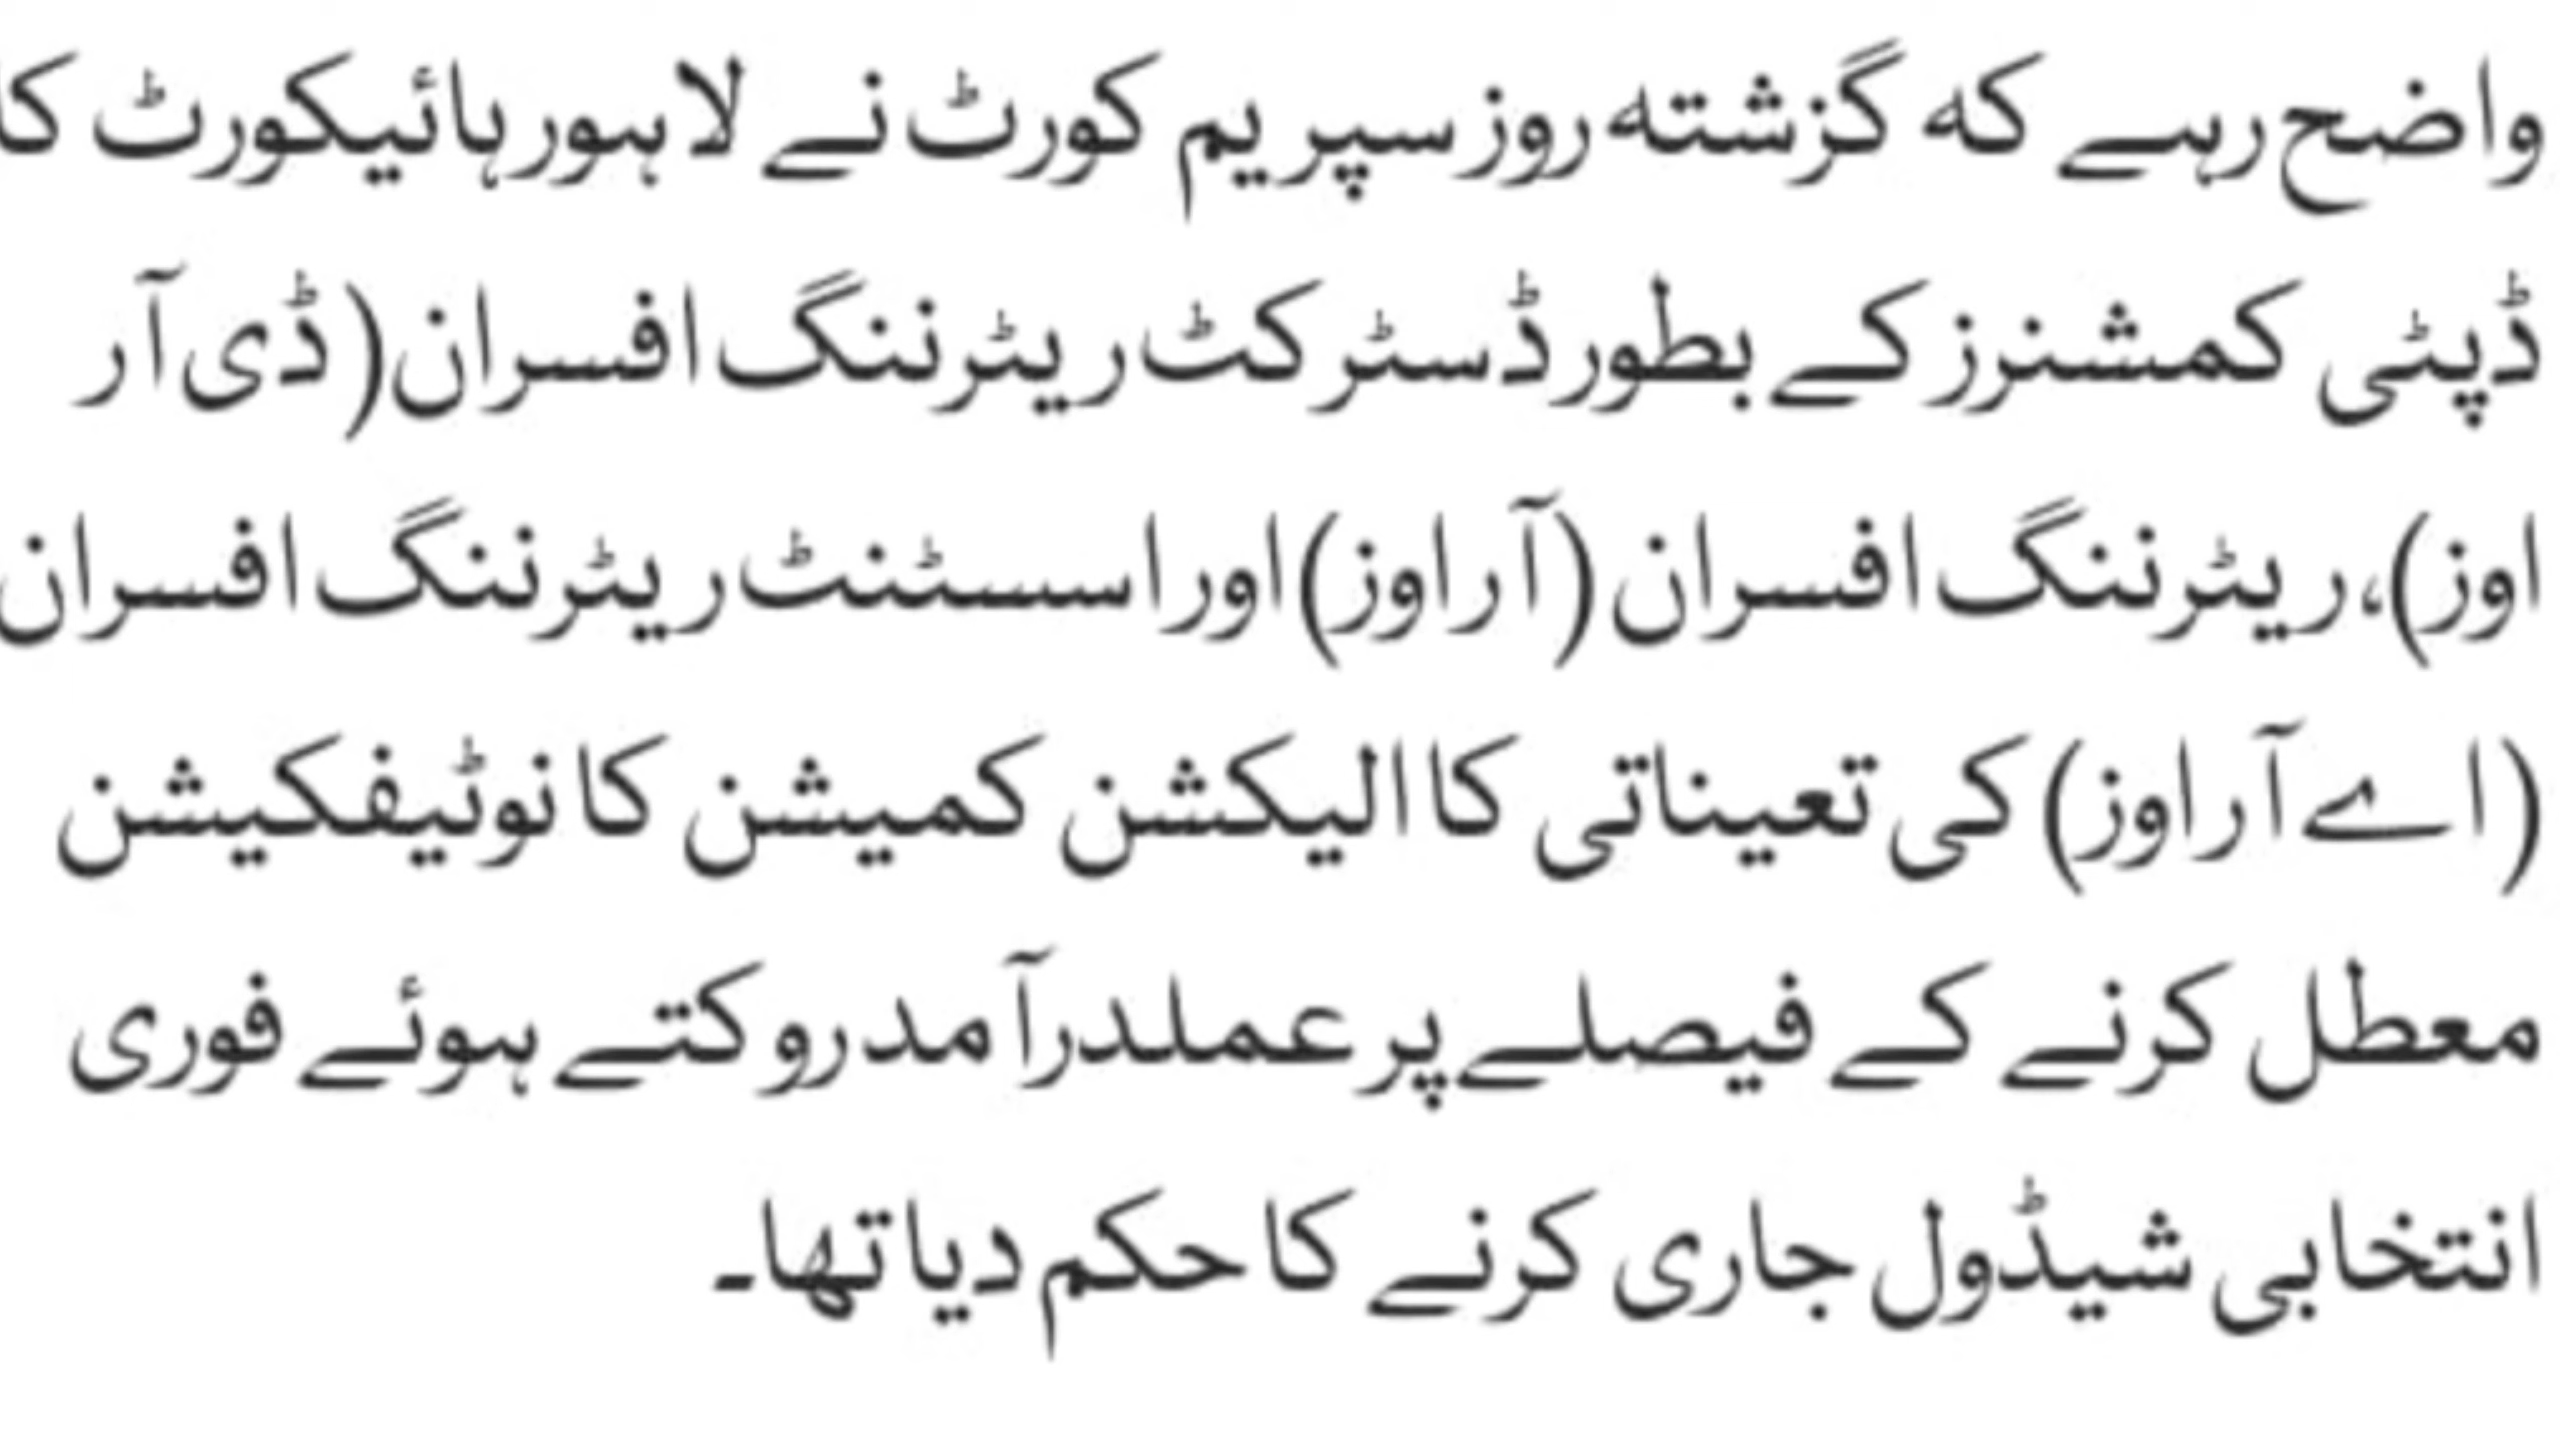 واضح رہے کہ گزشتہ روز سپریم کورٹ نے لاہور ہائیکورٹ کا
ڈپٹی کمشنرز کے بطور ڈسٹرکٹ ریٹرننگ افسران (ڈی آر
اوز)، ریٹرننگ افسران (آر اوز) اور اسسٹنٹ ریٹرننگ افسران
(اے آر اوز) کی تعیناتی کا الیکشن کمیشن کا نوٹیفکیشن
معطل کرنے کے فیصلے پر عملدرآمد روکتے ہوئے فوری
انتخابی شیڈول جاری کرنے کا حکم دیا تھا۔